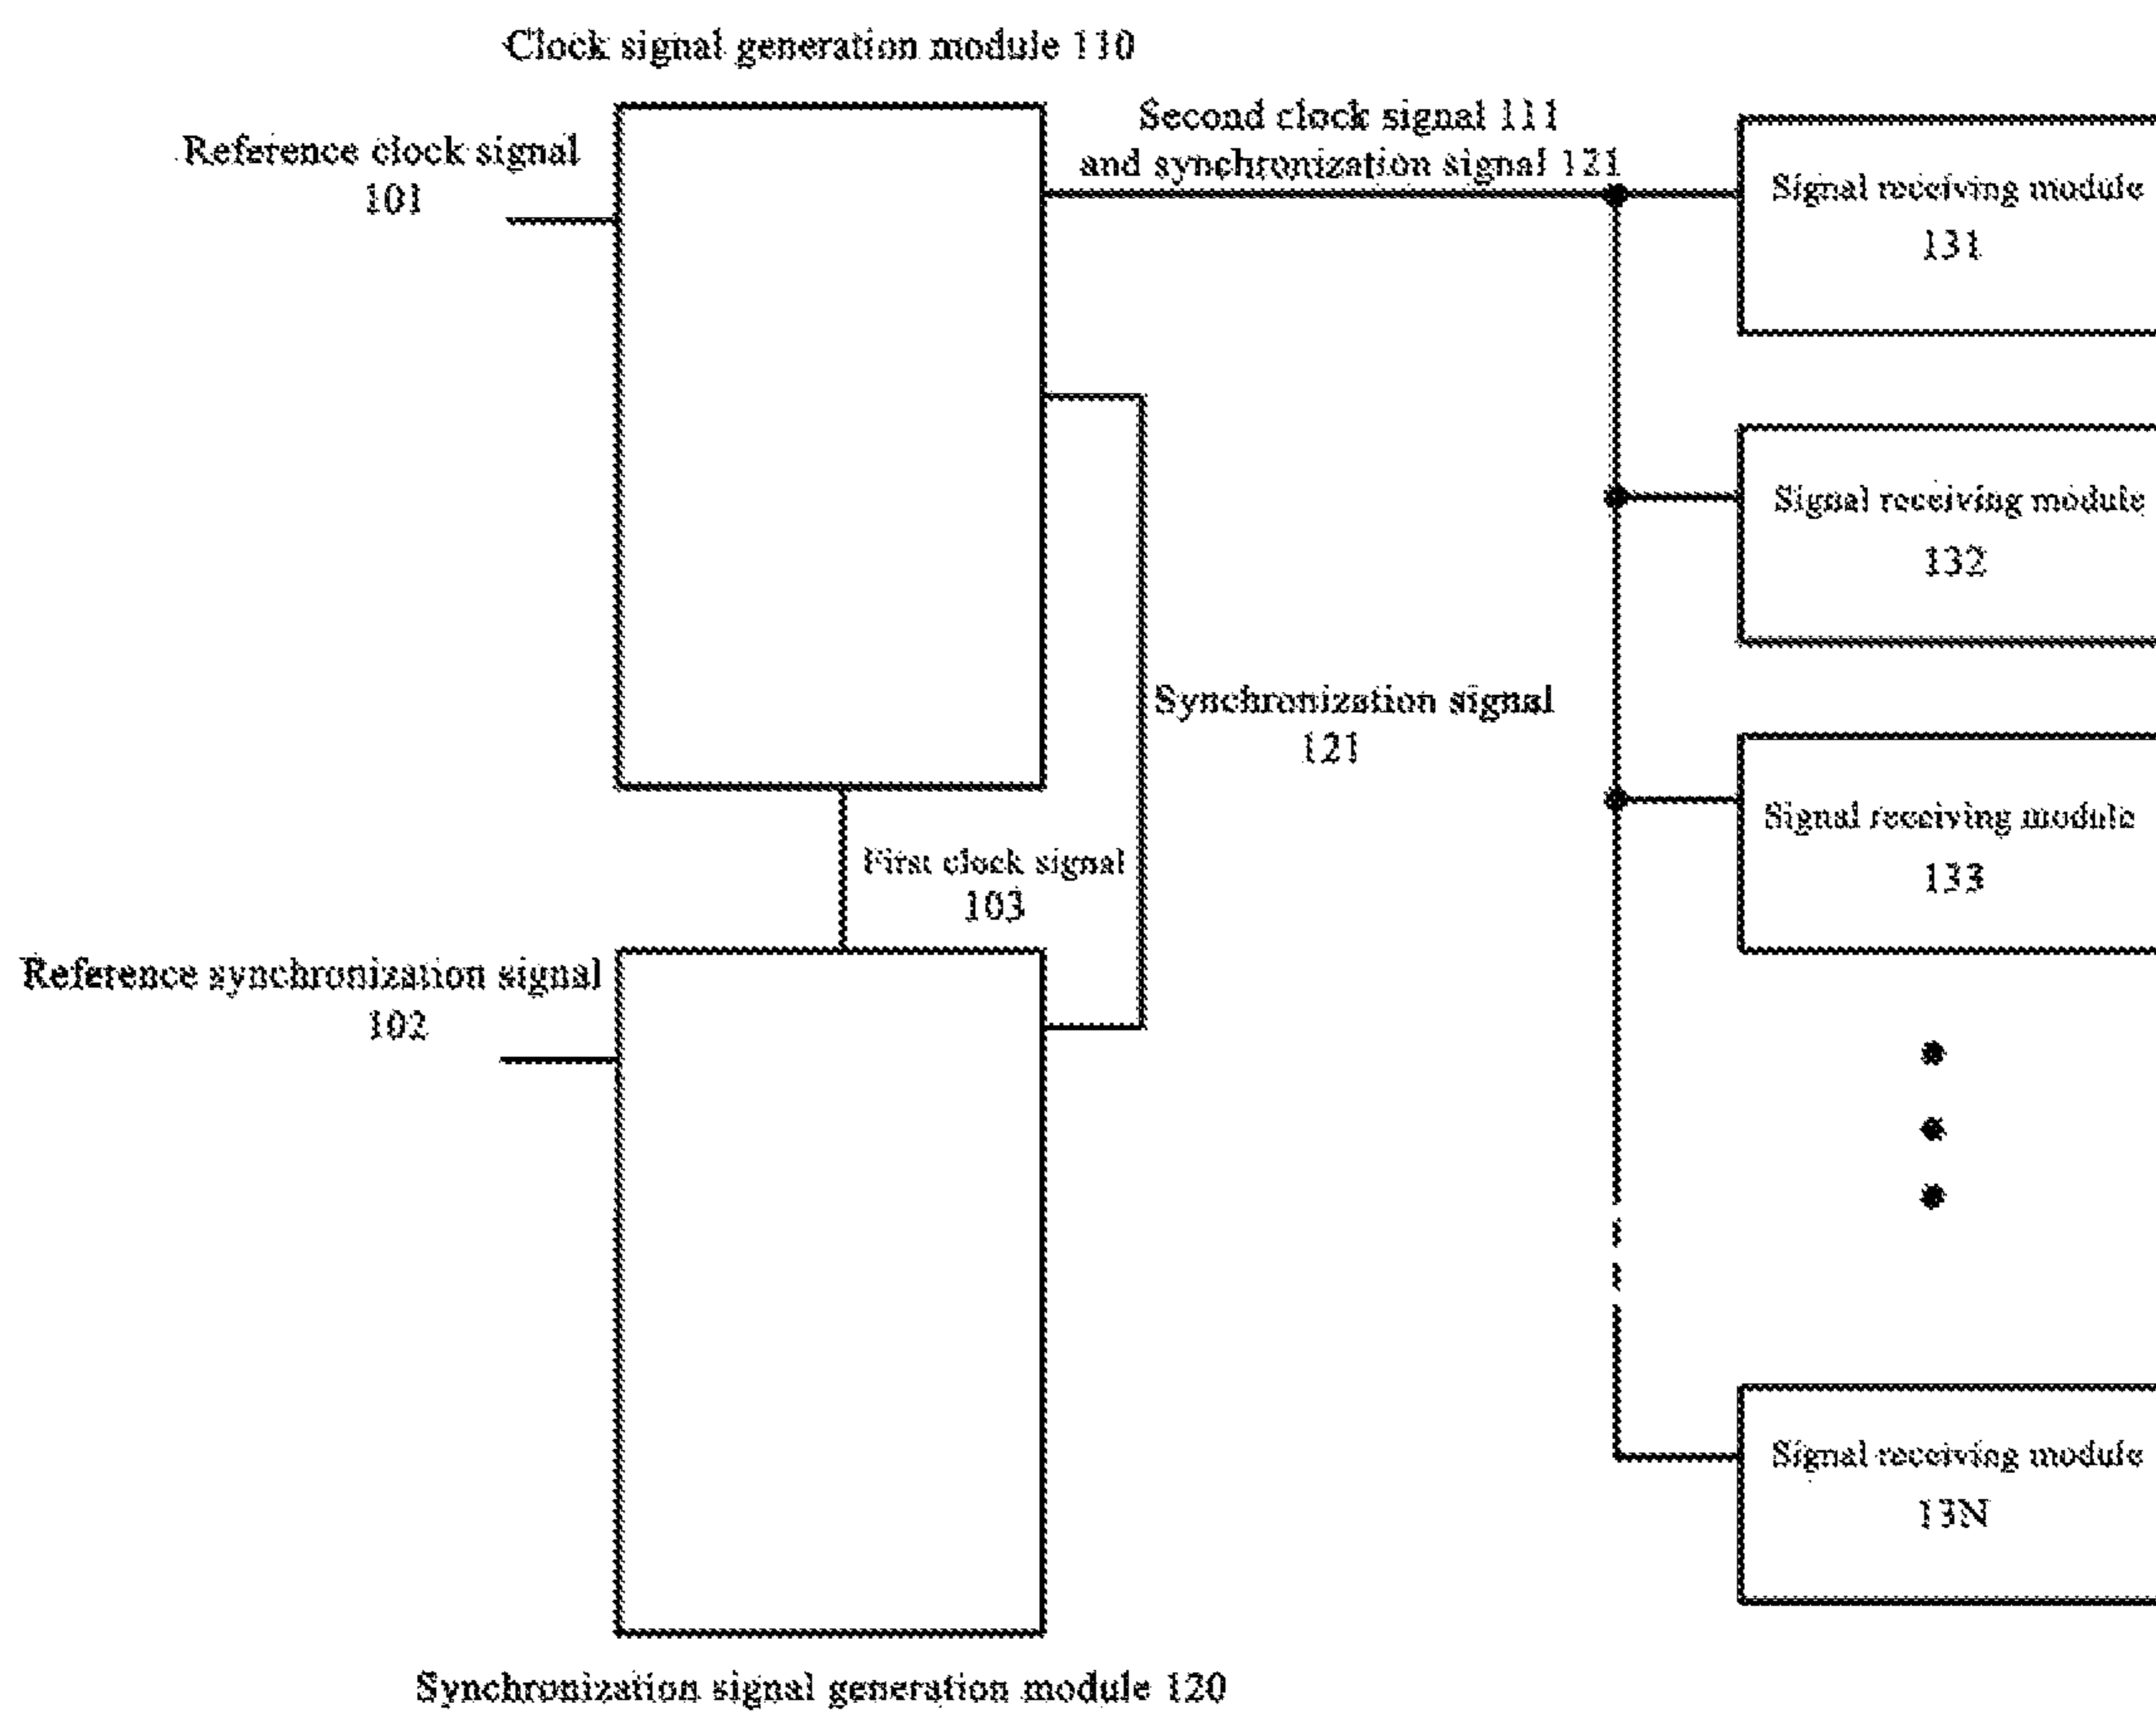 Clock signal generation module 110
Reference clock signal
101
Second clock signal 111
and synchronization signal 121
Signal receiving module
131
Signal receiving module
132
Synchronization signal
121
Signal receiving module
133
First clock signal
103
Reference synchronization signal
102
Signal receiving module
13N
Synchronization signal generation module 120